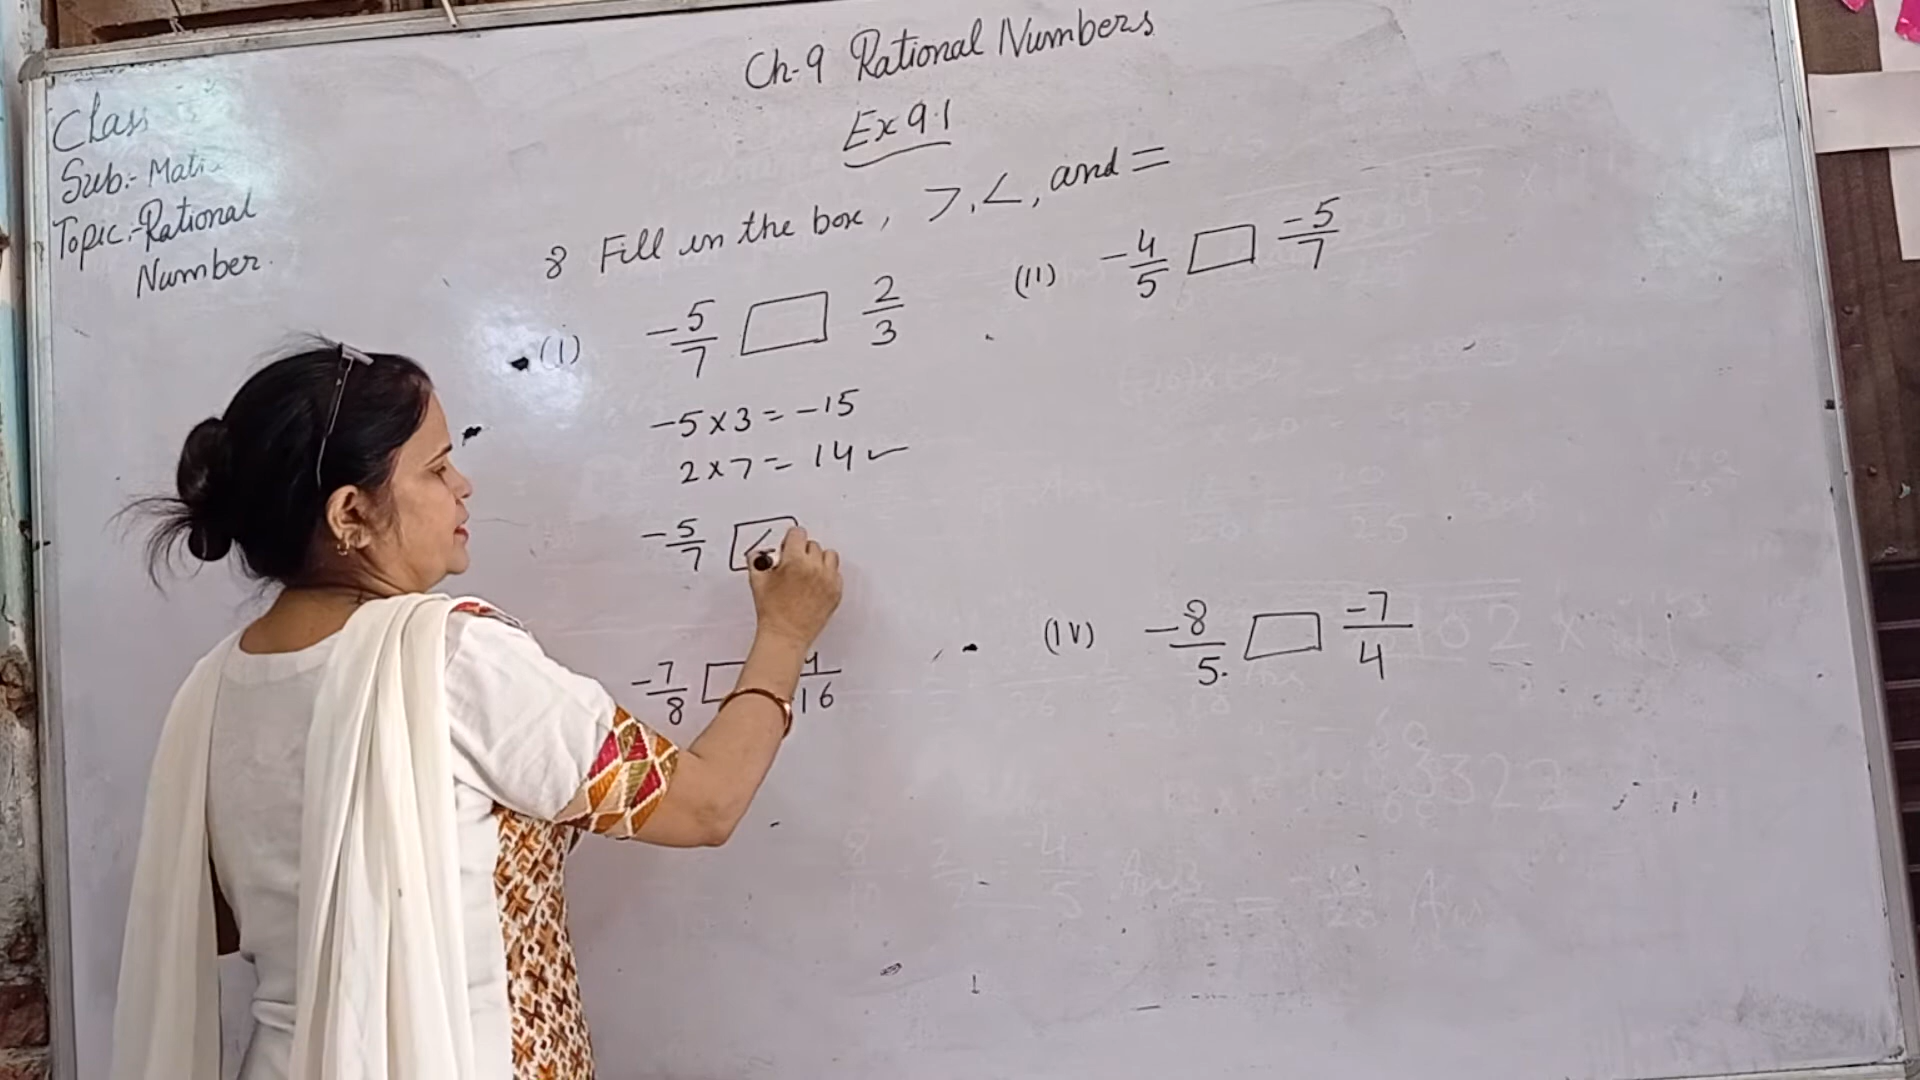 Ch-9 Rational Numbers
Ex 9.1
Class
Sub:-
Topic:- Rational
Number.
8 Fill in the box, >, <, and =
(I) -5/7 □ 2/3
-5 × 3 = -15
2 × 7 = 14 ✓
-5/7 <
-7/8 □ /16
(II) -4/5 □ -5/7
(IV) -8/5 □ -7/4